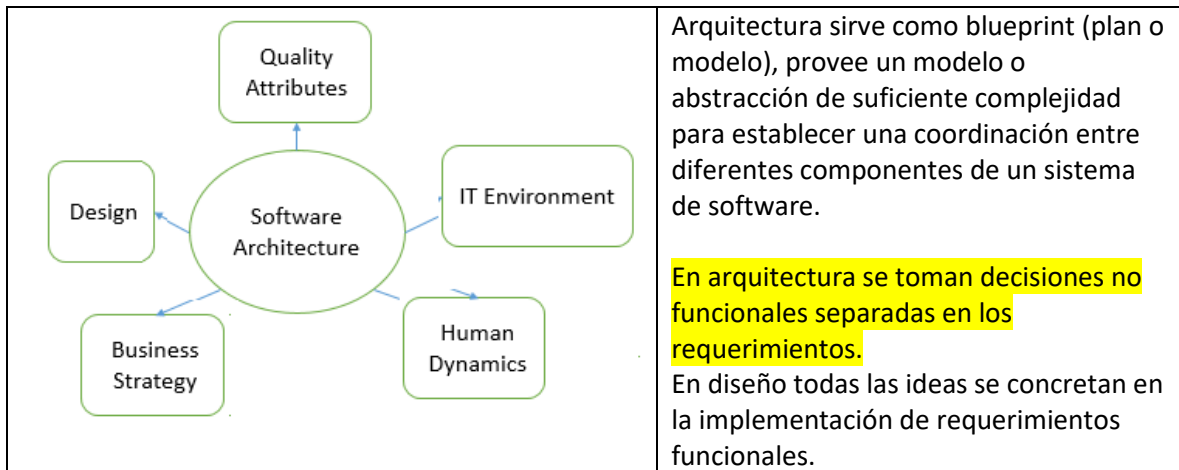 Quality
Attributes
Design
Software
Architecture
IT Environment
Business
Strategy
Human
Dynamics
Arquitectura sirve como blueprint (plan o
modelo), provee un modelo o
abstracción de suficiente complejidad
para establecer una coordinación entre
diferentes componentes de un sistema
de software.
En arquitectura se toman decisiones no
funcionales separadas en los
requerimientos.
En diseño todas las ideas se concretan en
la implementación de requerimientos
funcionales.